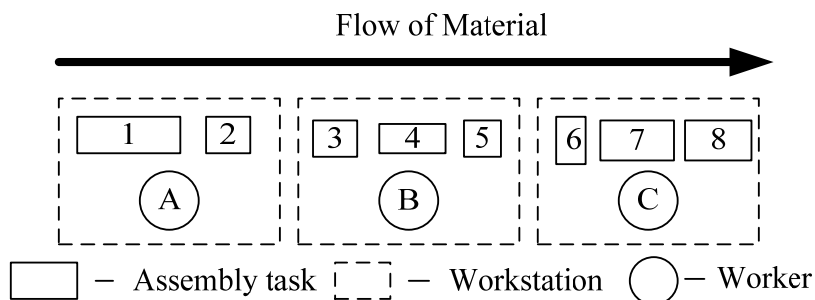 Flow of Material
1 2 3 4 5 6 7 8
A B C
– Assembly task – Workstation – Worker